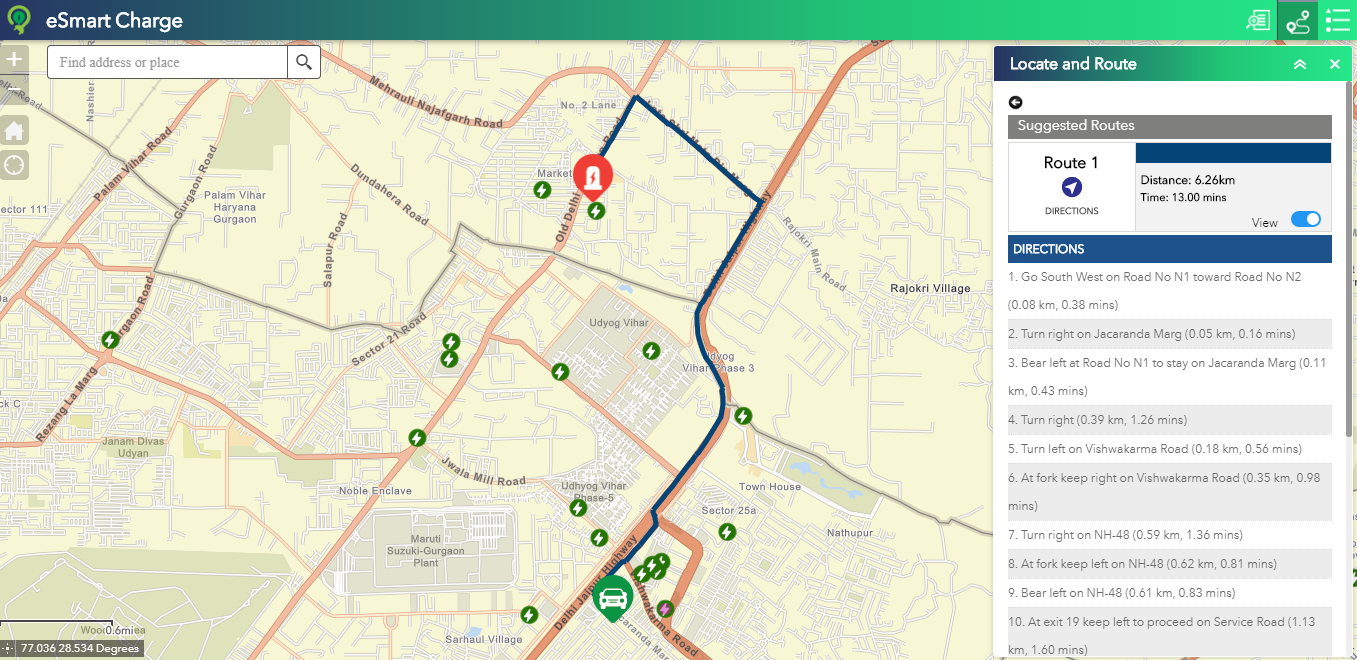 eSmart Charge
Find address or place
Locate and Route
Suggested Routes
Route 1
DIRECTIONS
Distance: 6.26km
Time: 13.00 mins
View
DIRECTIONS
1. Go South West on Road No N1 toward Road No N2
(0.08 km, 0.38 mins)
2. Turn right on Jacaranda Marg (0.05 km, 0.16 mins)
3. Bear left at Road No N1 to stay on Jacaranda Marg (0.11
km, 0.43 mins)
4. Turn right (0.39 km, 1.26 mins)
5. Turn left on Vishwakarma Road (0.18 km, 0.56 mins)
6. At fork keep right on Vishwakarma Road (0.35 km, 0.98
mins)
7. Turn right on NH-48 (0.59 km, 1.36 mins)
8. At fork keep left on NH-48 (0.62 km, 0.81 mins)
9. Bear left on NH-48 (0.61 km, 0.83 mins)
10. At exit 19 keep left to proceed on Service Road (1.13
km, 1.60 mins)
Mehrauli Najafgarh Road
No. 2 Lane
Palam Vihar Road
Gurgaon Road
Dundahera Road
Market
Old Delhi
ector 111
Palam Vihar
Haryana
Gurgaon
Salapur Road
Rajokri Main Road
Rajokri Village
Udyog Vihar
Sector 21 Road
Udyog
Vihar Phase 3
Gurgaon Road
Rezang La Marg
ck C
Janam Divas
Udyan
Jwala Mill Road
Noble Enclave
Udhyog Vihar
Phase-5
Town House
Sector 25a
Nathupur
Maruti
Suzuki-Gurgaon
Plant
Delhi Jaipur Highway
Vishwakarma Road
Sarhaul Village
0.6mi
77.036 28.534 Degrees